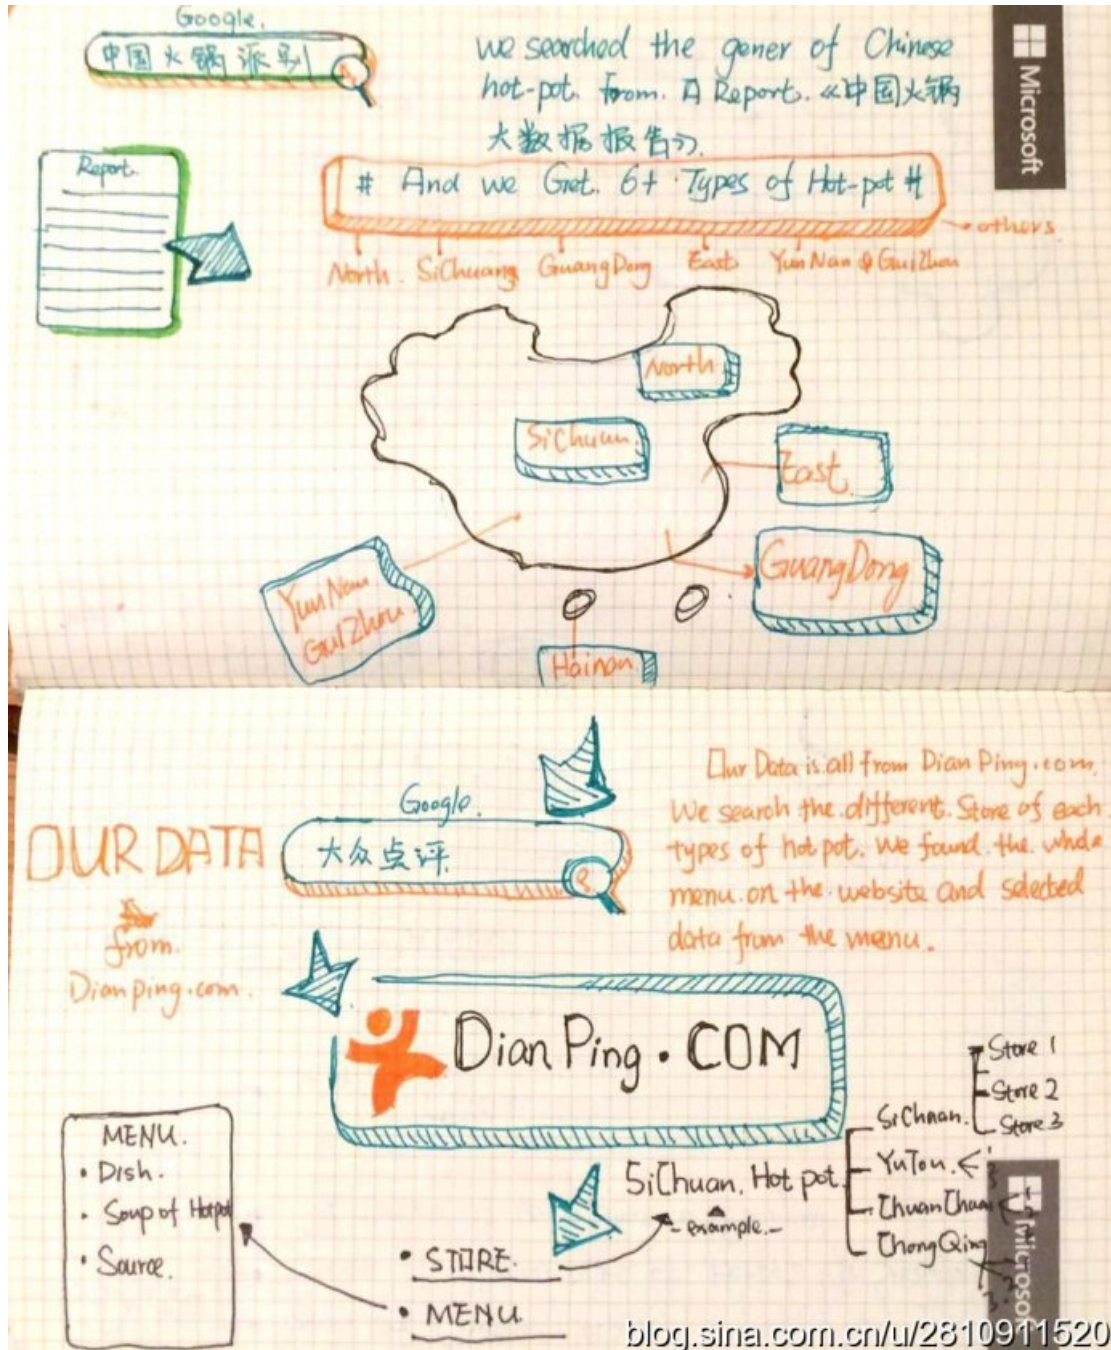 Google.
中国火锅派别
we searched the gener of Chinese
hot-pot. from. A Report. 《中国火锅
大数据报告》.
Microsoft
Report.
# And we Get. 6+ Types of Hot-pot #
others
North. SiChuang GuangDong East YunNan & GuiZhou
North
SiChuan.
East.
GuangDong
YunNan
GuiZhou.
Hainan
Our Data is all from Dian Ping.com.
We search the different. Store of each
types of hot pot. We found the whole
menu on the website and selected
data from the menu.
Google.
大众点评
OUR DATA
from.
Dianping.com.
Dian Ping.COM
Store 1
Store 2
Store 3
SiChuan.
YuTou.
ChuanChuan
ChongQing
SiChuan. Hot pot.
- example. -
MENU.
• Dish.
• Soup of Hotpot
• Source.
• STORE.
• MENU
Microsoft
blog.sina.com.cn/u/2810911520